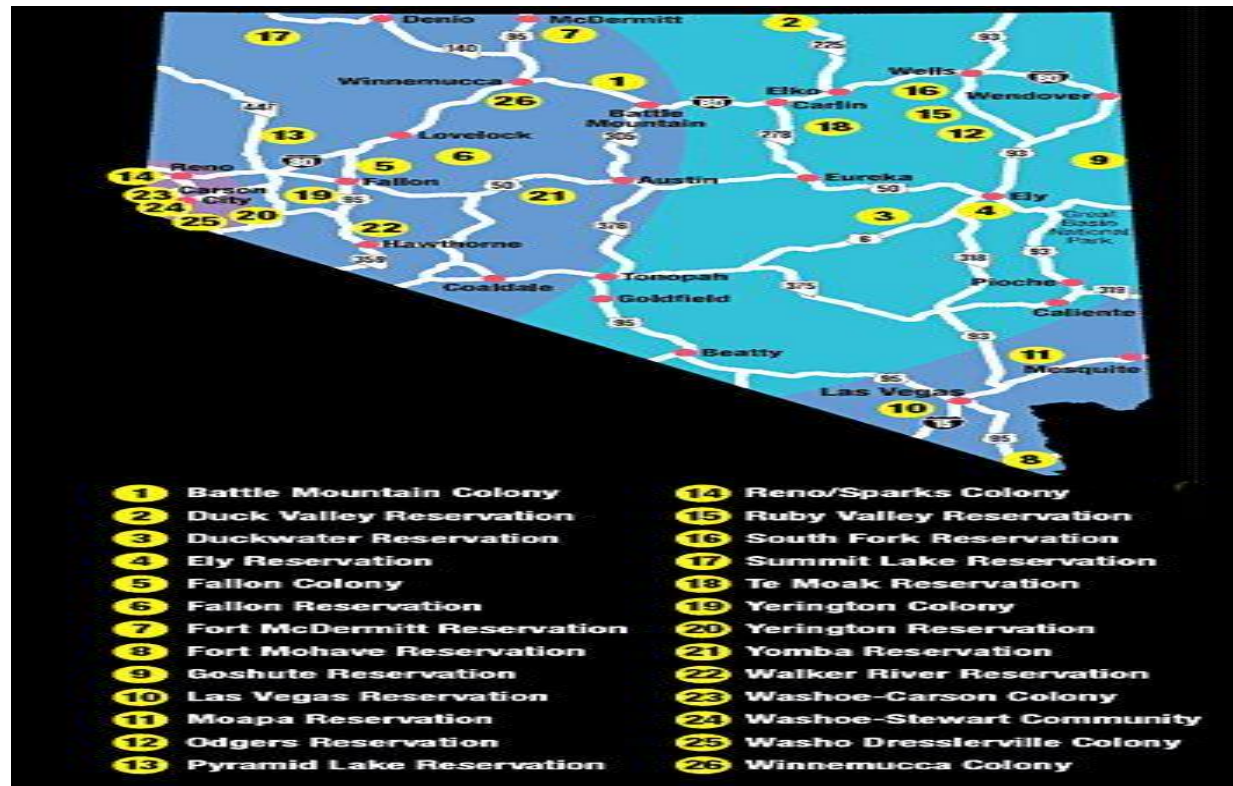 Denio
McDermitt
2
17
7
95
93
140
225
Winnemucca
1
Wells
80
26
Elko
16
Wendover
447
Battle
Mountain
80
Carlin
15
13
Lovelock
305
278
18
12
80
5
6
93
9
Reno
14
Fallon
Austin
Eureka
23
Carson
City
19
95
50
21
50
Ely
24
25
20
22
376
3
4
Great
Basin
National
Park
Hawthorne
6
318
93
Coaldale
Tonopah
375
Pioche
319
Goldfield
Caliente
95
93
Beatty
11
Mesquite
95
Las Vegas
10
15
95
8
1 Battle Mountain Colony
2 Duck Valley Reservation
3 Duckwater Reservation
4 Ely Reservation
5 Fallon Colony
6 Fallon Reservation
7 Fort McDermitt Reservation
8 Fort Mohave Reservation
9 Goshute Reservation
10 Las Vegas Reservation
11 Moapa Reservation
12 Odgers Reservation
13 Pyramid Lake Reservation
14 Reno/Sparks Colony
15 Ruby Valley Reservation
16 South Fork Reservation
17 Summit Lake Reservation
18 Te Moak Reservation
19 Yerington Colony
20 Yerington Reservation
21 Yomba Reservation
22 Walker River Reservation
23 Washoe-Carson Colony
24 Washoe-Stewart Community
25 Washo Dresslerville Colony
26 Winnemucca Colony